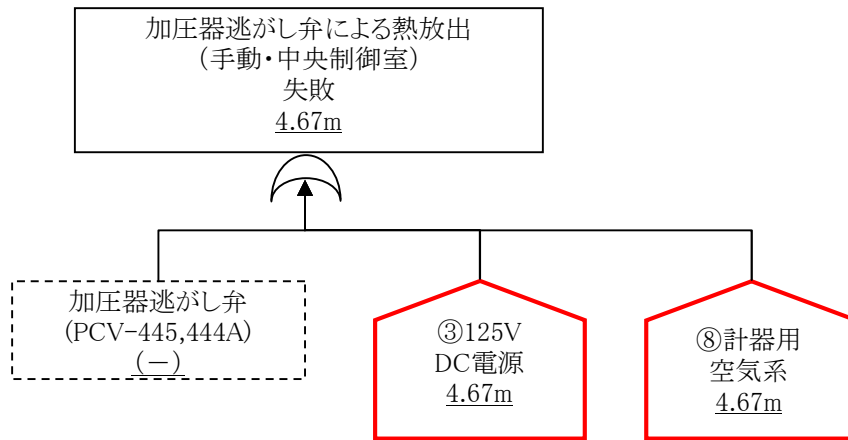 加圧器逃がし弁による熱放出
(手動・中央制御室)
失敗
4.67m
加圧器逃がし弁
(PCV-445,444A)
(－)
③125V
DC電源
4.67m
⑧計器用
空気系
4.67m